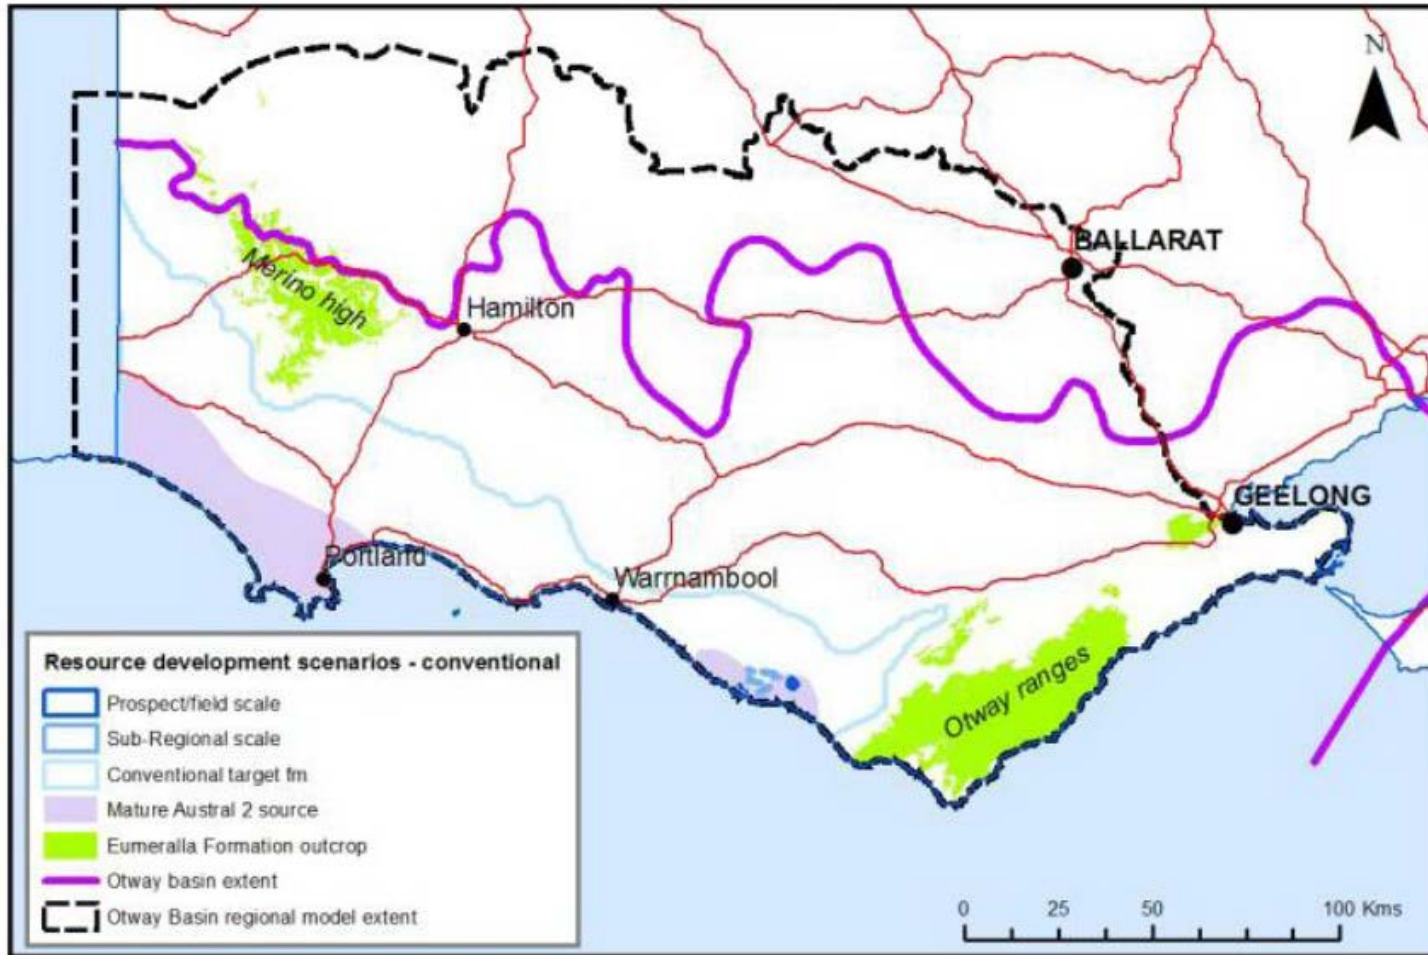 N
BALLARAT
Merino high
Hamilton
GEELONG
Portland
Warrnambool
Otway ranges
Resource development scenarios - conventional
Prospect/field scale
Sub-Regional scale
Conventional target fm
Mature Austral 2 source
Eumeralla Formation outcrop
Otway basin extent
Otway Basin regional model extent
0 25 50 100 Kms